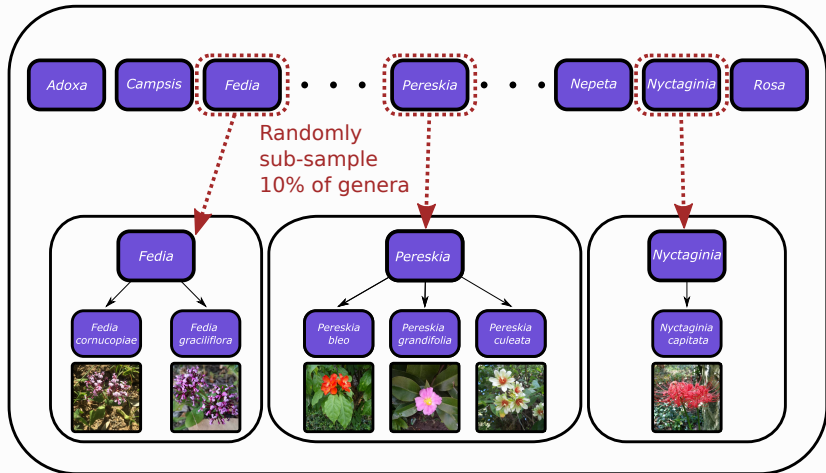 Adoxa
Campsis
Fedia
Pereskia
Nepeta
Nyctaginia
Rosa
Randomly
sub-sample
10% of genera
Fedia
Pereskia
Nyctaginia
Fedia
cornucopiae
Fedia
graciliflora
Pereskia
bleo
Pereskia
grandifolia
Pereskia
culeata
Nyctaginia
capitata